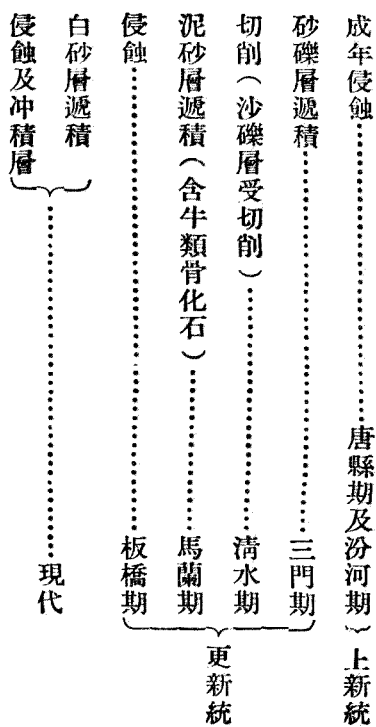 成年侵蝕………………唐縣期及汾河期｝上新統
砂礫層遞積………………三門期
切削（沙礫層受切削）………………清水期
泥砂層遞積（含牛類骨化石）………………馬蘭期
侵蝕………………板橋期
更新統
白砂層遞積
侵蝕及冲積層
………………現代